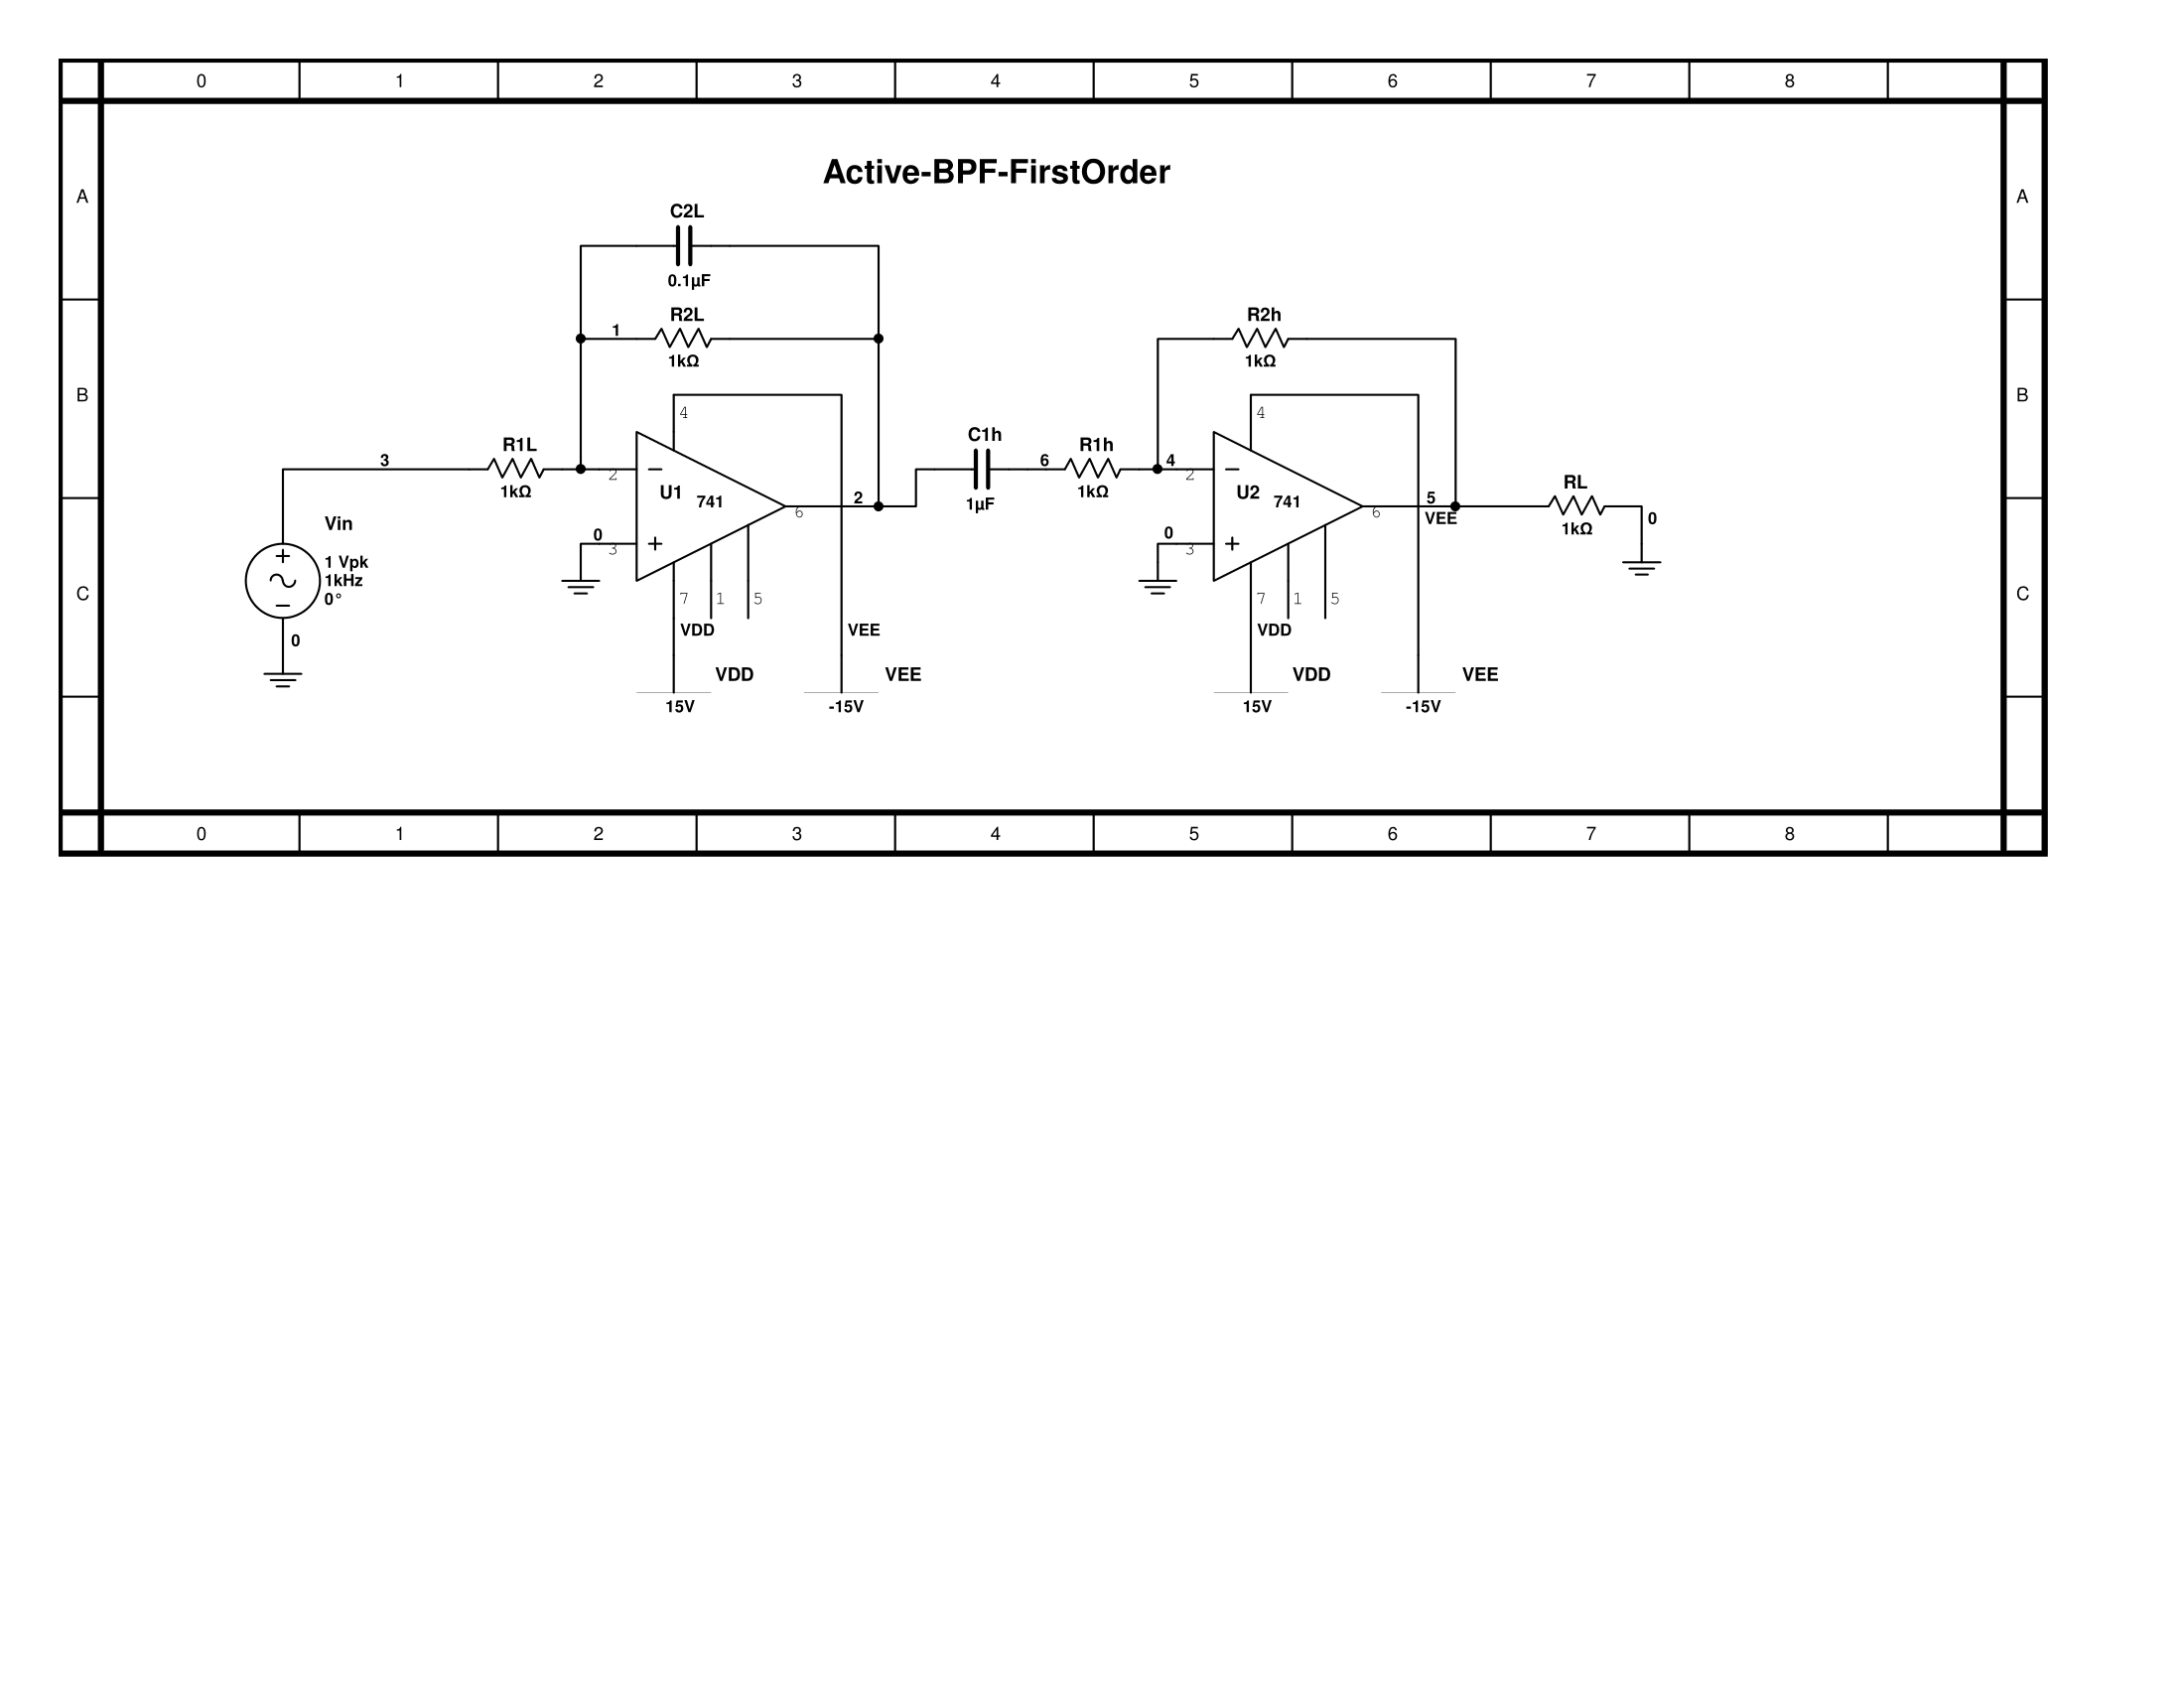 0 1 2 3 4 5 6 7 8
A A
Active-BPF-FirstOrder
C2L
0.1µF
R2L R2h
1
1kΩ 1kΩ
B B
4 4
R1L C1h R1h
3 6 4
2 2
1kΩ 1µF 1kΩ
U1 741 U2 741
2 5
6 6
VEE
RL
1kΩ
0
Vin
0 0
3 3
1 Vpk
1kHz
0°
C C
7 1 5 7 1 5
VDD VEE VDD
0
VDD VEE VDD VEE
15V -15V 15V -15V
0 1 2 3 4 5 6 7 8